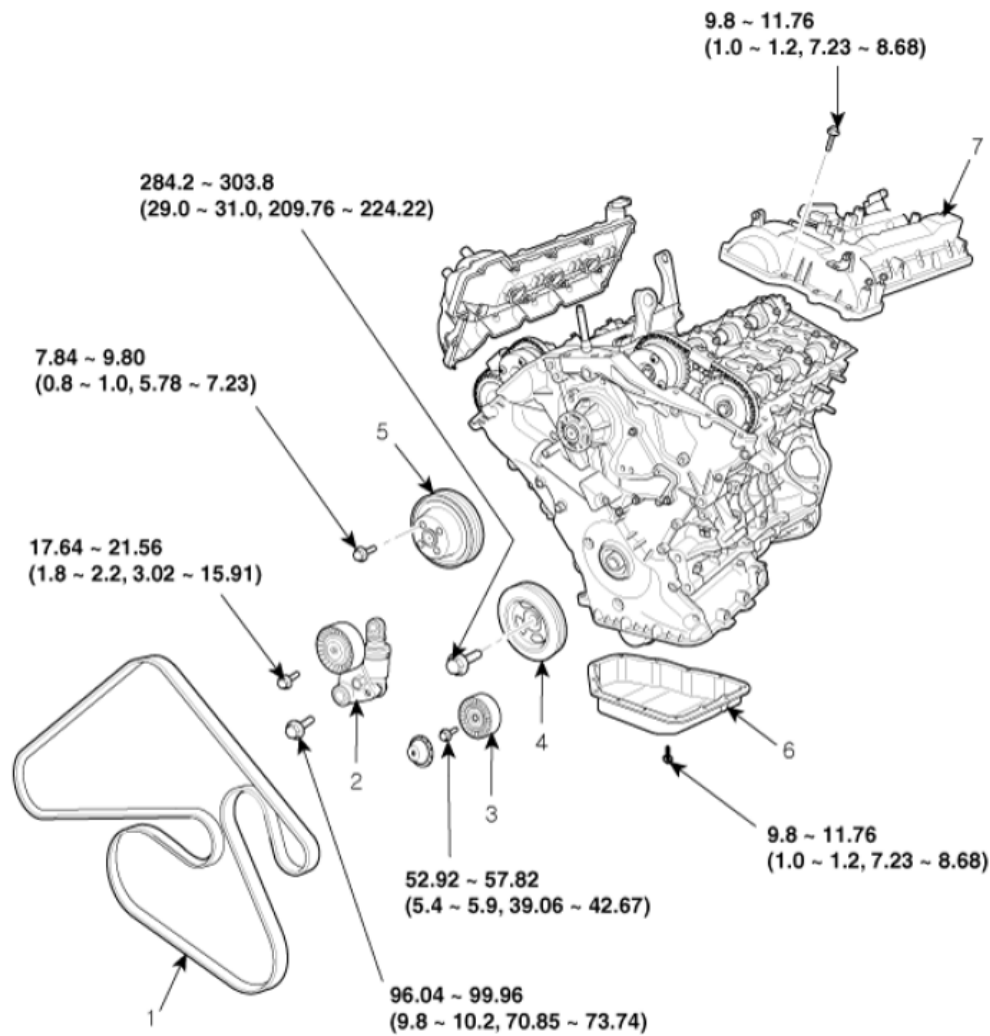 9.8 ~ 11.76
(1.0 ~ 1.2, 7.23 ~ 8.68)
7
284.2 ~ 303.8
(29.0 ~ 31.0, 209.76 ~ 224.22)
7.84 ~ 9.80
(0.8 ~ 1.0, 5.78 ~ 7.23)
5
17.64 ~ 21.56
(1.8 ~ 2.2, 3.02 ~ 15.91)
4
6
2
3
9.8 ~ 11.76
(1.0 ~ 1.2, 7.23 ~ 8.68)
52.92 ~ 57.82
(5.4 ~ 5.9, 39.06 ~ 42.67)
1
96.04 ~ 99.96
(9.8 ~ 10.2, 70.85 ~ 73.74)